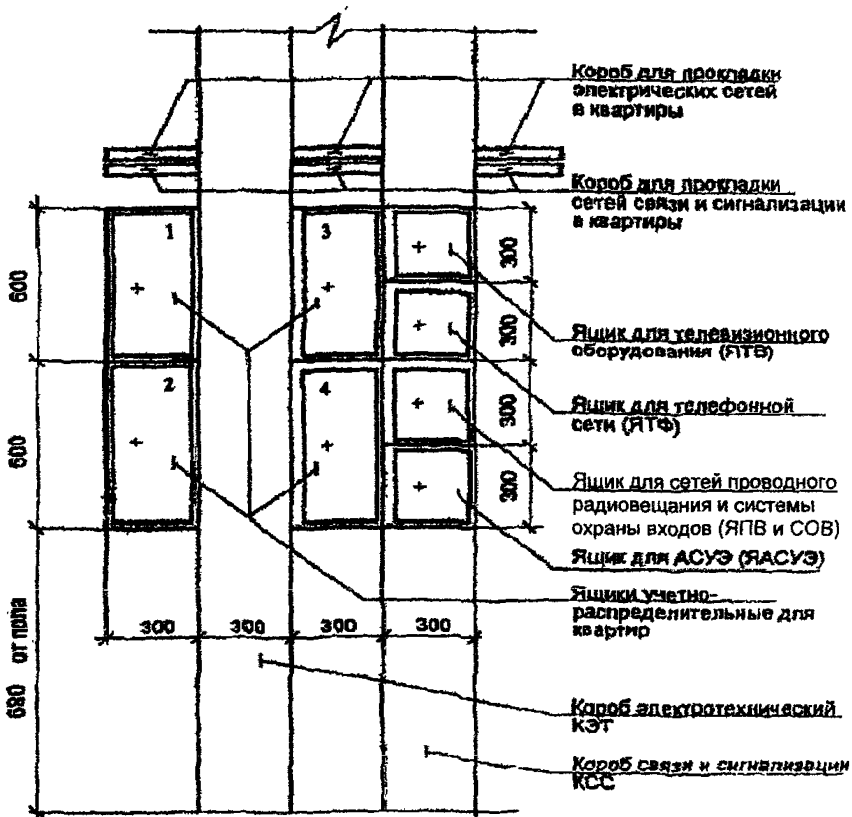 Короб для прокладки
электрических сетей
в квартиры
Короб для прокладки
сетей связи и сигнализации
в квартиры
1
3
600
300
300
Ящик для телевизионного
оборудования (ЯТВ)
2
4
600
300
300
Ящик для телефонной
сети (ЯТФ)
Ящик для сетей проводного
радиовещания и системы
охраны входов (ЯПВ и СОВ)
Ящик для АСУЭ (ЯАСУЭ)
Ящики учетно-
распределительные для
квартир
300
300
300
300
680 от пола
Короб электротехнический
КЭТ
Короб связи и сигнализации
КСС